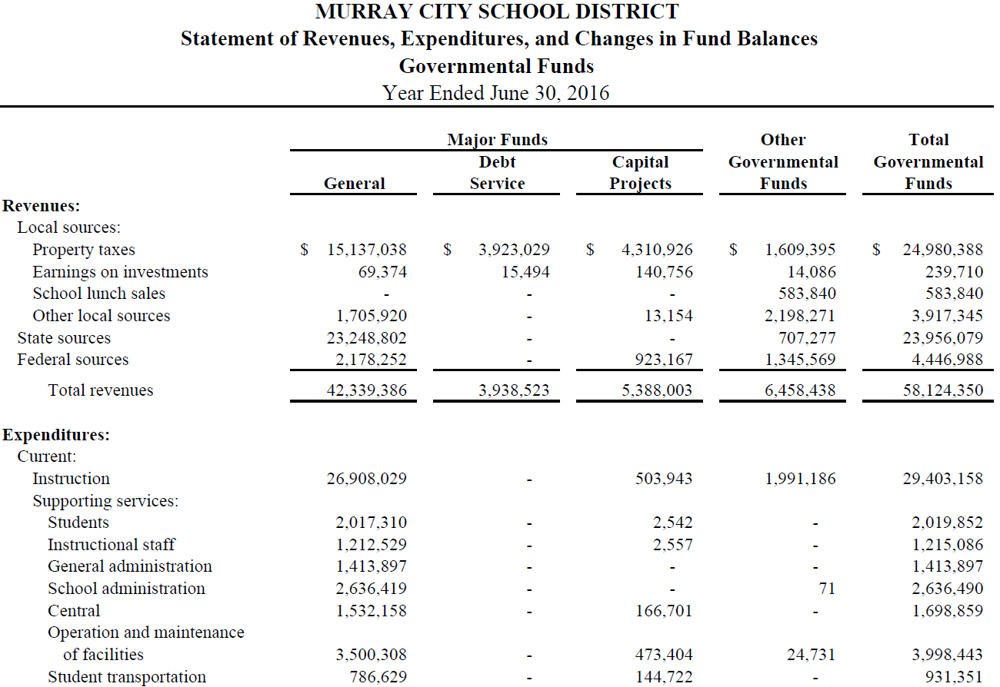 MURRAY CITY SCHOOL DISTRICT
Statement of Revenues, Expenditures, and Changes in Fund Balances
Governmental Funds
Year Ended June 30, 2016
Major Funds Other Total
Debt Capital Governmental Governmental
General Service Projects Funds Funds
Revenues:
Local sources:
Property taxes $ 15,137,038 $ 3,923,029 $ 4,310,926 $ 1,609,395 $ 24,980,388
Earnings on investments 69,374 15,494 140,756 14,086 239,710
School lunch sales - - - 583,840 583,840
Other local sources 1,705,920 - 13,154 2,198,271 3,917,345
State sources 23,248,802 - - 707,277 23,956,079
Federal sources 2,178,252 - 923,167 1,345,569 4,446,988
Total revenues 42,339,386 3,938,523 5,388,003 6,458,438 58,124,350
Expenditures:
Current:
Instruction 26,908,029 - 503,943 1,991,186 29,403,158
Supporting services:
Students 2,017,310 - 2,542 - 2,019,852
Instructional staff 1,212,529 - 2,557 - 1,215,086
General administration 1,413,897 - - - 1,413,897
School administration 2,636,419 - - 71 2,636,490
Central 1,532,158 - 166,701 - 1,698,859
Operation and maintenance
of facilities 3,500,308 - 473,404 24,731 3,998,443
Student transportation 786,629 - 144,722 - 931,351